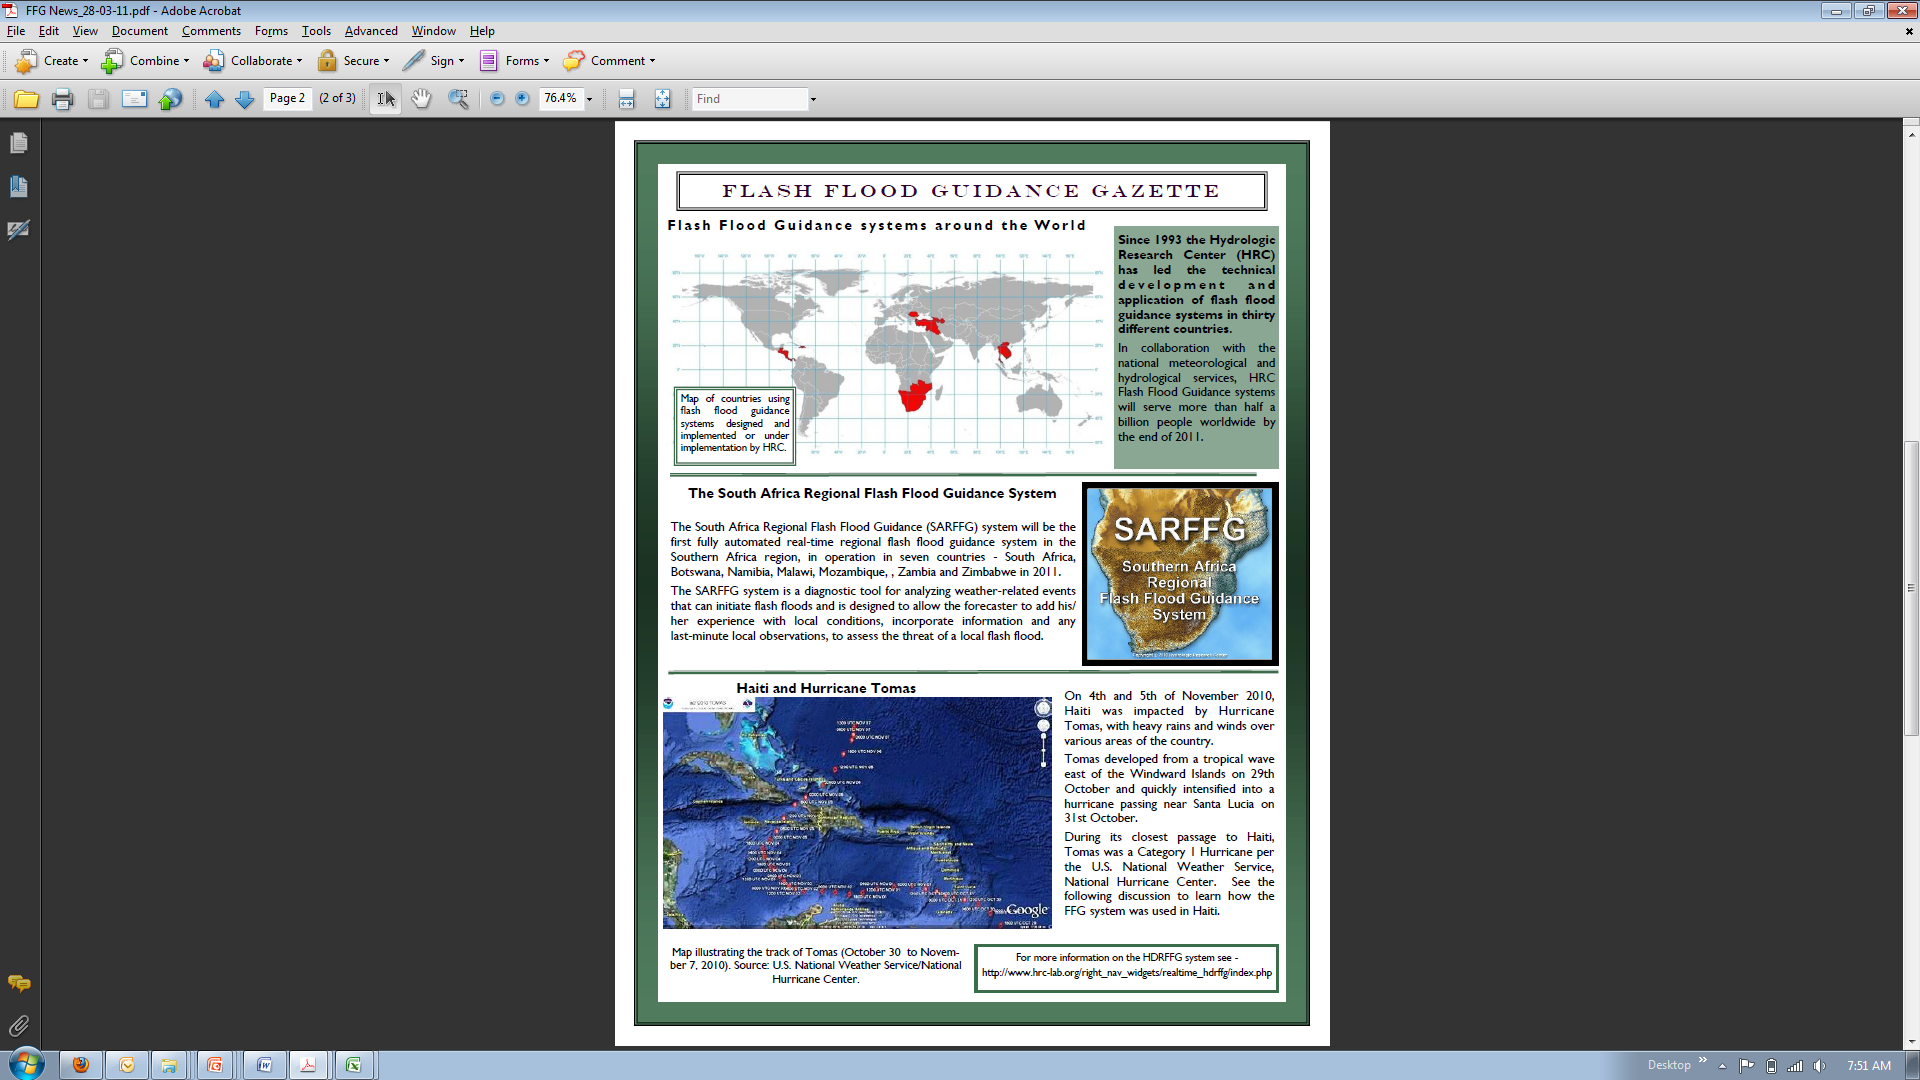 FFG News_28-03-11.pdf - Adobe Acrobat
File Edit View Document Comments Forms Tools Advanced Window Help
Create Combine Collaborate Secure Sign Forms Comment
Page 2 (2 of 3) 76.4% Find
FLASH FLOOD GUIDANCE GAZETTE
Flash Flood Guidance systems around the World
Map of countries using
flash flood guidance
systems designed and
implemented or under
implementation by HRC.
Since 1993 the Hydrologic
Research Center (HRC)
has led the technical
development and
application of flash flood
guidance systems in thirty
different countries.
In collaboration with the
national meteorological and
hydrological services, HRC
Flash Flood Guidance systems
will serve more than half a
billion people worldwide by
the end of 2011.
The South Africa Regional Flash Flood Guidance System
The South Africa Regional Flash Flood Guidance (SARFFG) system will be the
first fully automated real-time regional flash flood guidance system in the
Southern Africa region, in operation in seven countries - South Africa,
Botswana, Namibia, Malawi, Mozambique, , Zambia and Zimbabwe in 2011.
The SARFFG system is a diagnostic tool for analyzing weather-related events
that can initiate flash floods and is designed to allow the forecaster to add his/
her experience with local conditions, incorporate information and any
last-minute local observations, to assess the threat of a local flash flood.
SARFFG
Southern Africa
Regional
Flash Flood Guidance
System
Haiti and Hurricane Tomas
Google
On 4th and 5th of November 2010,
Haiti was impacted by Hurricane
Tomas, with heavy rains and winds over
various areas of the country.
Tomas developed from a tropical wave
east of the Windward Islands on 29th
October and quickly intensified into a
hurricane passing near Santa Lucia on
31st October.
During its closest passage to Haiti,
Tomas was a Category 1 Hurricane per
the U.S. National Weather Service,
National Hurricane Center. See the
following discussion to learn how the
FFG system was used in Haiti.
Map illustrating the track of Tomas (October 30 to Novem-
ber 7, 2010). Source: U.S. National Weather Service/National
Hurricane Center.
For more information on the HDRFFG system see -
http://www.hrc-lab.org/right_nav_widgets/realtime_hdrffg/index.php
Desktop 7:51 AM